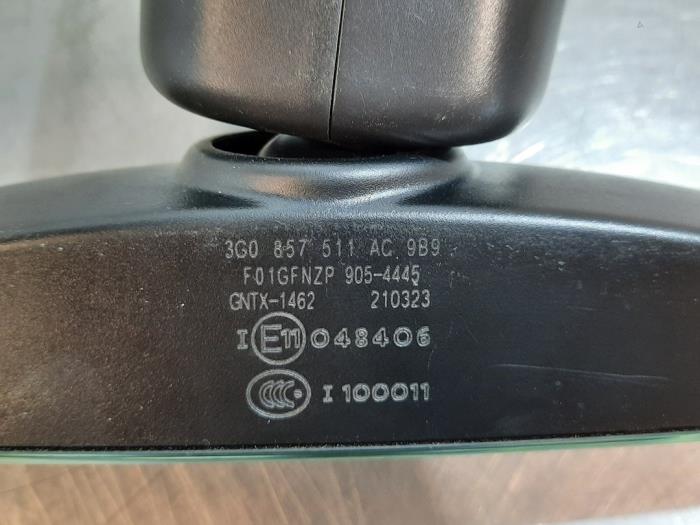 3G0 857 511 AC 9B9
F01GFNZP 905-4445
GNTX-1462 210323
I E11 048406
CCC I 100011